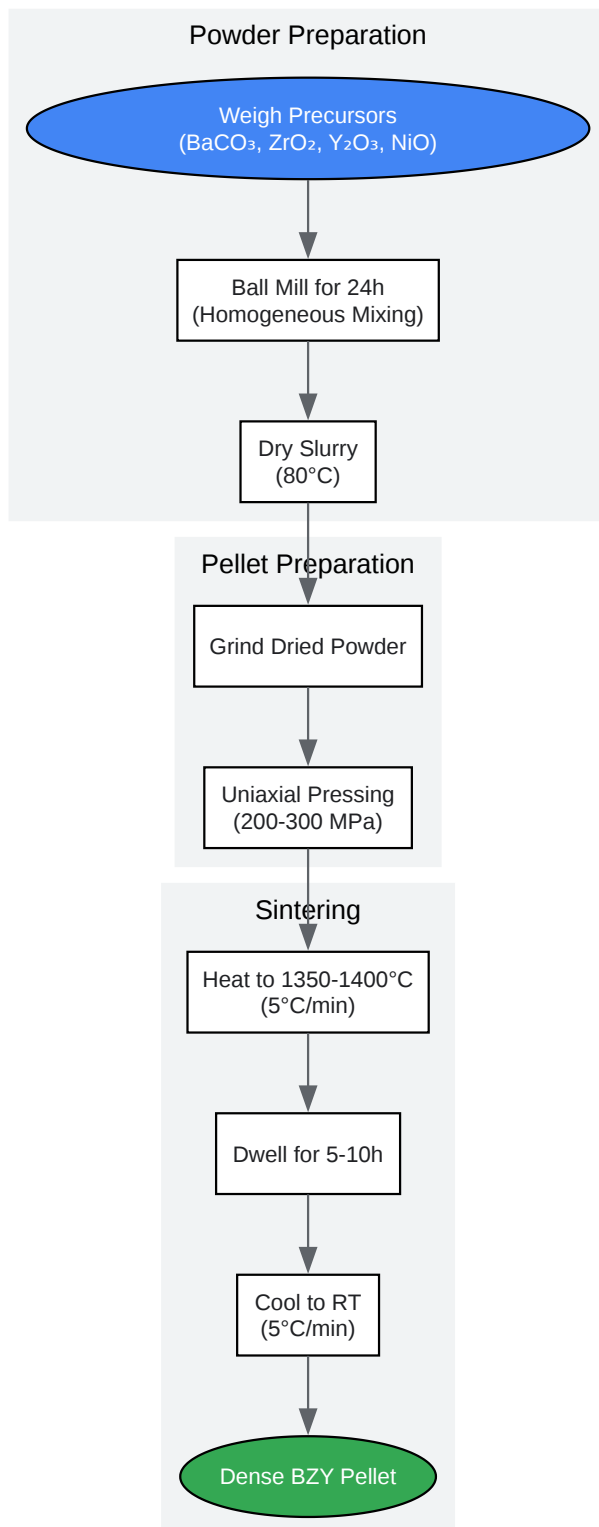 Powder Preparation
Weigh Precursors
(BaCO₃, ZrO₂, Y₂O₃, NiO)
Ball Mill for 24h
(Homogeneous Mixing)
Dry Slurry
(80°C)
Pellet Preparation
Grind Dried Powder
Uniaxial Pressing
(200-300 MPa)
Sintering
Heat to 1350-1400°C
(5°C/min)
Dwell for 5-10h
Cool to RT
(5°C/min)
Dense BZY Pellet